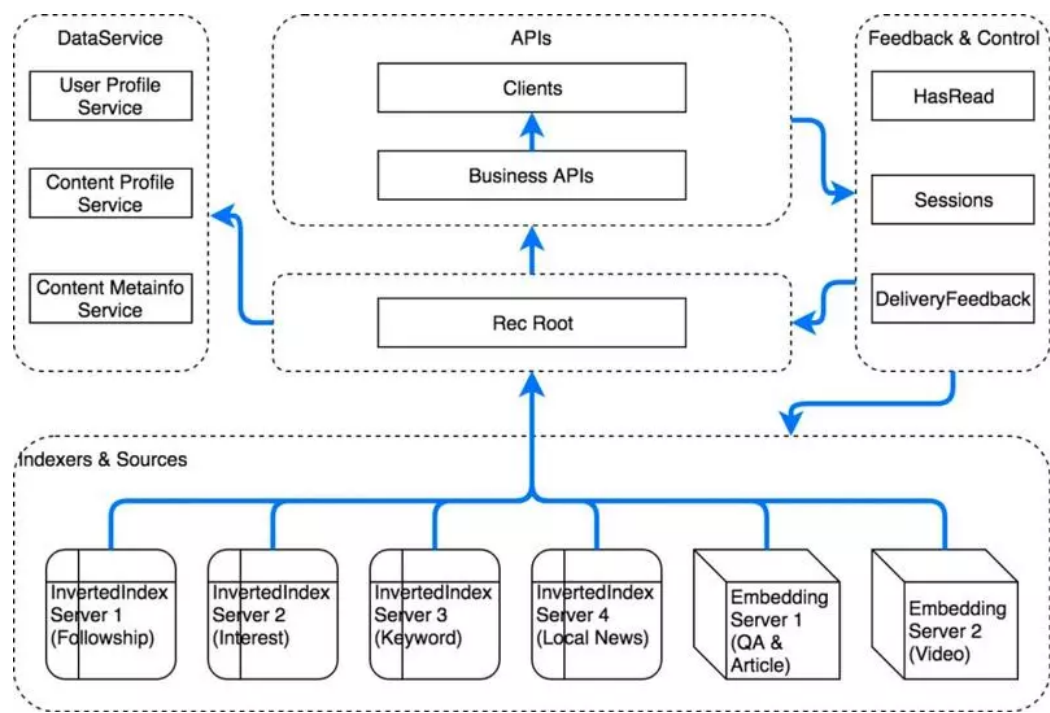 DataService
User Profile
Service
Content Profile
Service
Content Metainfo
Service
APIs
Clients
Business APIs
Rec Root
Feedback & Control
HasRead
Sessions
DeliveryFeedback
Indexers & Sources
InvertedIndex
Server 1
(Followship)
InvertedIndex
Server 2
(Interest)
InvertedIndex
Server 3
(Keyword)
InvertedIndex
Server 4
(Local News)
Embedding
Server 1
(QA &
Article)
Embedding
Server 2
(Video)